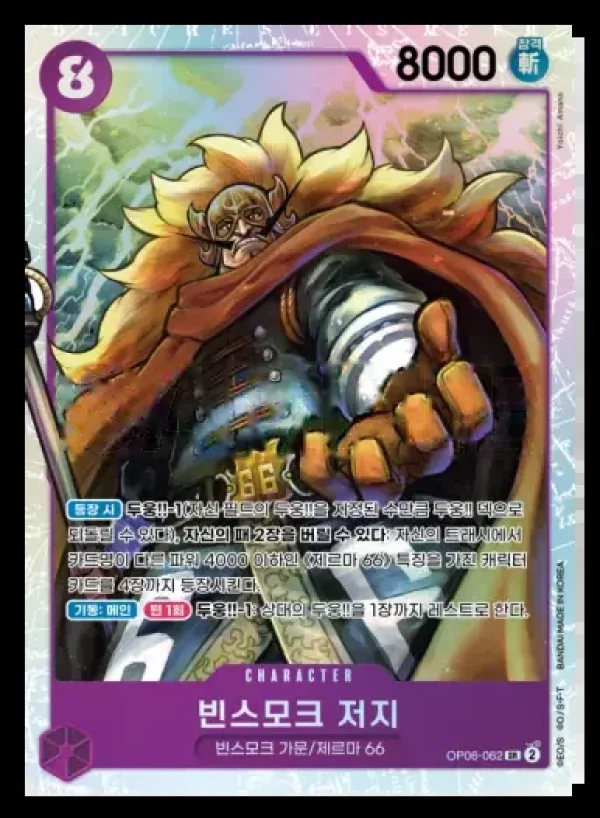 8
8000
잡격
斬
Yoichi Amano
등장 시 두웅!!-1(자신 필드의 두웅!!을 지정된 수만큼 두웅!! 덱으로
되돌릴 수 있다), 자신의 패 2장을 버릴 수 있다: 자신의 트래시에서
카드명이 다른 파워 4000 이하인 《제르마 66》 특징을 가진 캐릭터
카드를 4장까지 등장시킨다.
기동: 메인 턴 1회 두웅!!-1: 상대의 두웅!!을 1장까지 레스트로 한다.
66
CHARACTER
빈스모크 저지
빈스모크 가문/제르마 66
OP06-062 SR 2
©E.O/S ©O/S·F·T BANDAI MADE IN KOREA